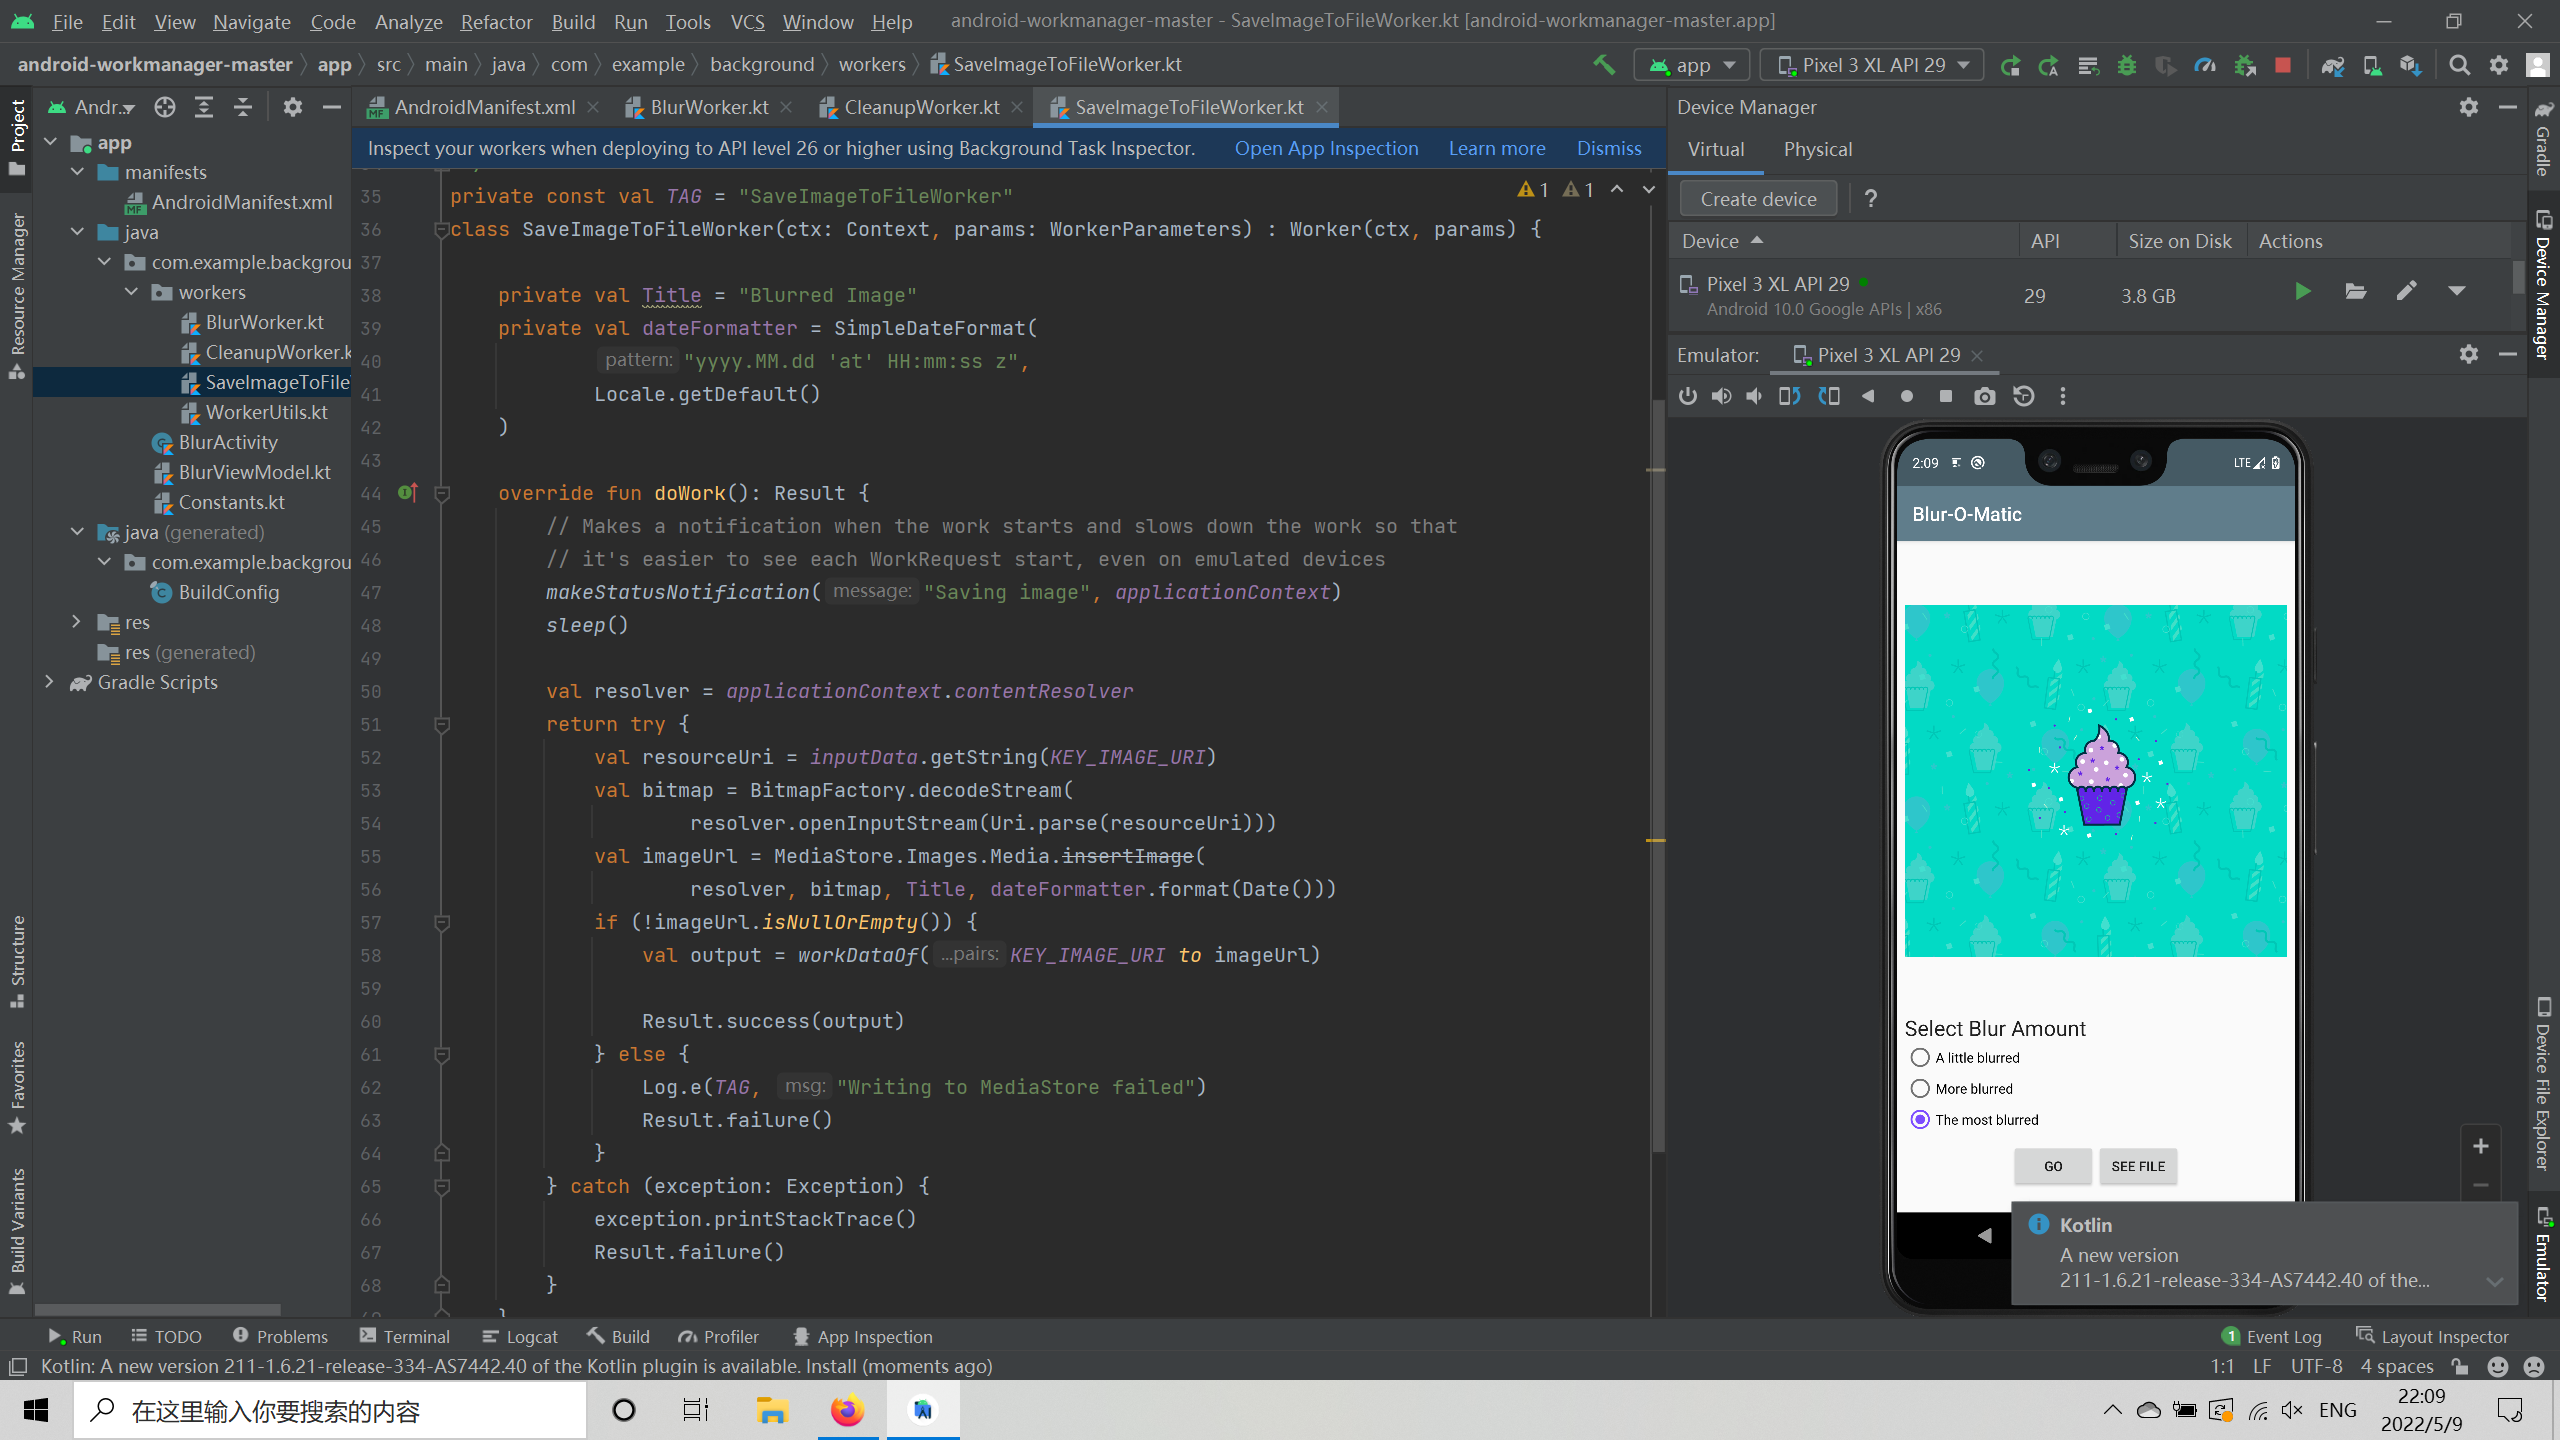 File Edit View Navigate Code Analyze Refactor Build Run Tools VCS Window Help android-workmanager-master - SaveImageToFileWorker.kt [android-workmanager-master.app]
android-workmanager-master app src main java com example background workers SaveImageToFileWorker.kt app Pixel 3 XL API 29
Project
Resource Manager
Structure
Favorites
Build Variants
Andr...
app
manifests
AndroidManifest.xml
java
com.example.backgrou
workers
BlurWorker.kt
CleanupWorker.k
SaveImageToFile
WorkerUtils.kt
BlurActivity
BlurViewModel.kt
Constants.kt
java (generated)
com.example.backgrou
BuildConfig
res
res (generated)
Gradle Scripts
AndroidManifest.xml BlurWorker.kt CleanupWorker.kt SaveImageToFileWorker.kt
Inspect your workers when deploying to API level 26 or higher using Background Task Inspector. Open App Inspection Learn more Dismiss
1 1
35 private const val TAG = "SaveImageToFileWorker"
36 class SaveImageToFileWorker(ctx: Context, params: WorkerParameters) : Worker(ctx, params) {
37
38 private val Title = "Blurred Image"
39 private val dateFormatter = SimpleDateFormat(
40 pattern: "yyyy.MM.dd 'at' HH:mm:ss z",
41 Locale.getDefault()
42 )
43
44 override fun doWork(): Result {
45 // Makes a notification when the work starts and slows down the work so that
46 // it's easier to see each WorkRequest start, even on emulated devices
47 makeStatusNotification( message: "Saving image", applicationContext)
48 sleep()
49
50 val resolver = applicationContext.contentResolver
51 return try {
52 val resourceUri = inputData.getString(KEY_IMAGE_URI)
53 val bitmap = BitmapFactory.decodeStream(
54 resolver.openInputStream(Uri.parse(resourceUri)))
55 val imageUrl = MediaStore.Images.Media.insertImage(
56 resolver, bitmap, Title, dateFormatter.format(Date()))
57 if (!imageUrl.isNullOrEmpty()) {
58 val output = workDataOf( ...pairs: KEY_IMAGE_URI to imageUrl)
59
60 Result.success(output)
61 } else {
62 Log.e(TAG, msg: "Writing to MediaStore failed")
63 Result.failure()
64 }
65 } catch (exception: Exception) {
66 exception.printStackTrace()
67 Result.failure()
68 }
Device Manager
Virtual Physical
Create device ?
Device API Size on Disk Actions
Pixel 3 XL API 29 29 3.8 GB
Android 10.0 Google APIs | x86
Emulator: Pixel 3 XL API 29
2:09 LTE
Blur-O-Matic
Select Blur Amount
A little blurred
More blurred
The most blurred
GO SEE FILE
Kotlin
A new version
211-1.6.21-release-334-AS7442.40 of the...
Gradle
Device Manager
Device File Explorer
Emulator
Run TODO Problems Terminal Logcat Build Profiler App Inspection 1 Event Log Layout Inspector
Kotlin: A new version 211-1.6.21-release-334-AS7442.40 of the Kotlin plugin is available. Install (moments ago) 1:1 LF UTF-8 4 spaces
在这里输入你要搜索的内容 ENG
22:09
2022/5/9